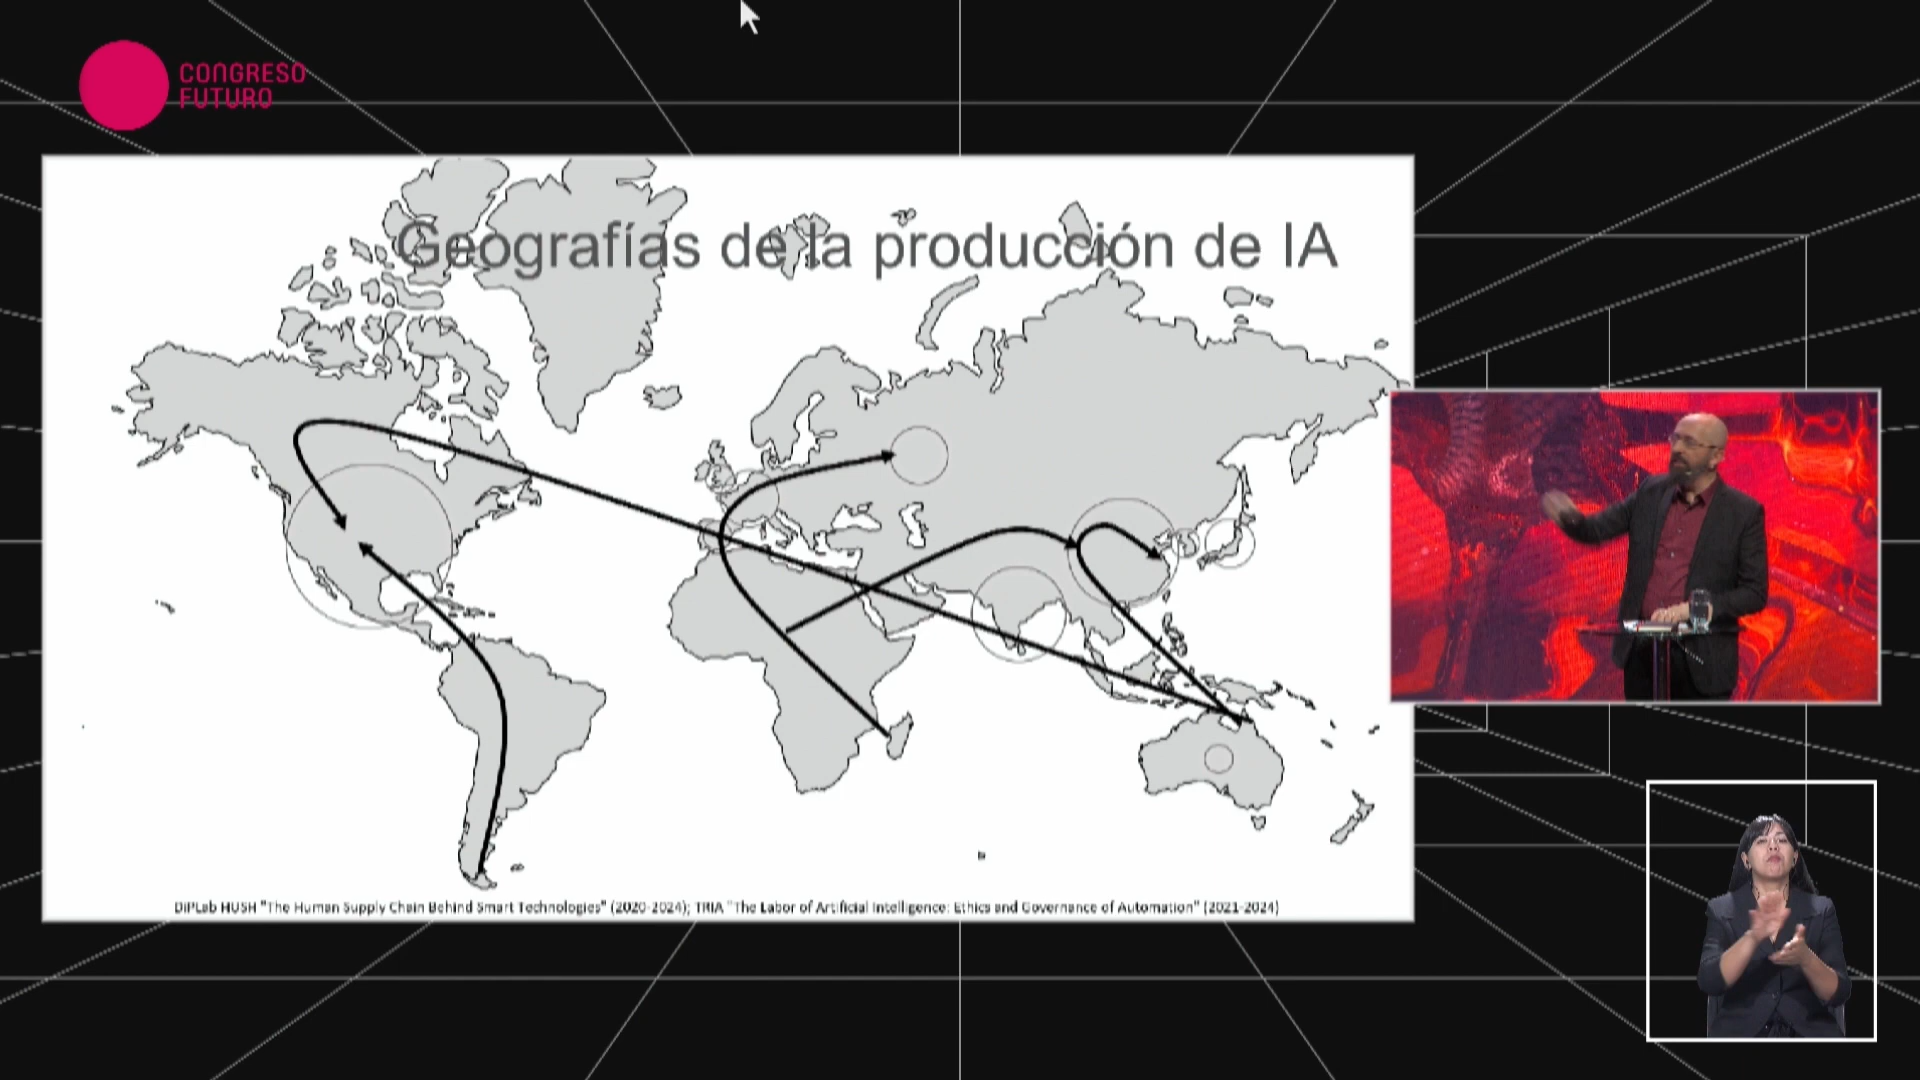 CONGRESO
FUTURO
Geografías de la producción de IA
DiPLab HUSH "The Human Supply Chain Behind Smart Technologies" (2020-2024); TRIA "The Labor of Artificial Intelligence: Ethics and Governance of Automation" (2021-2024)